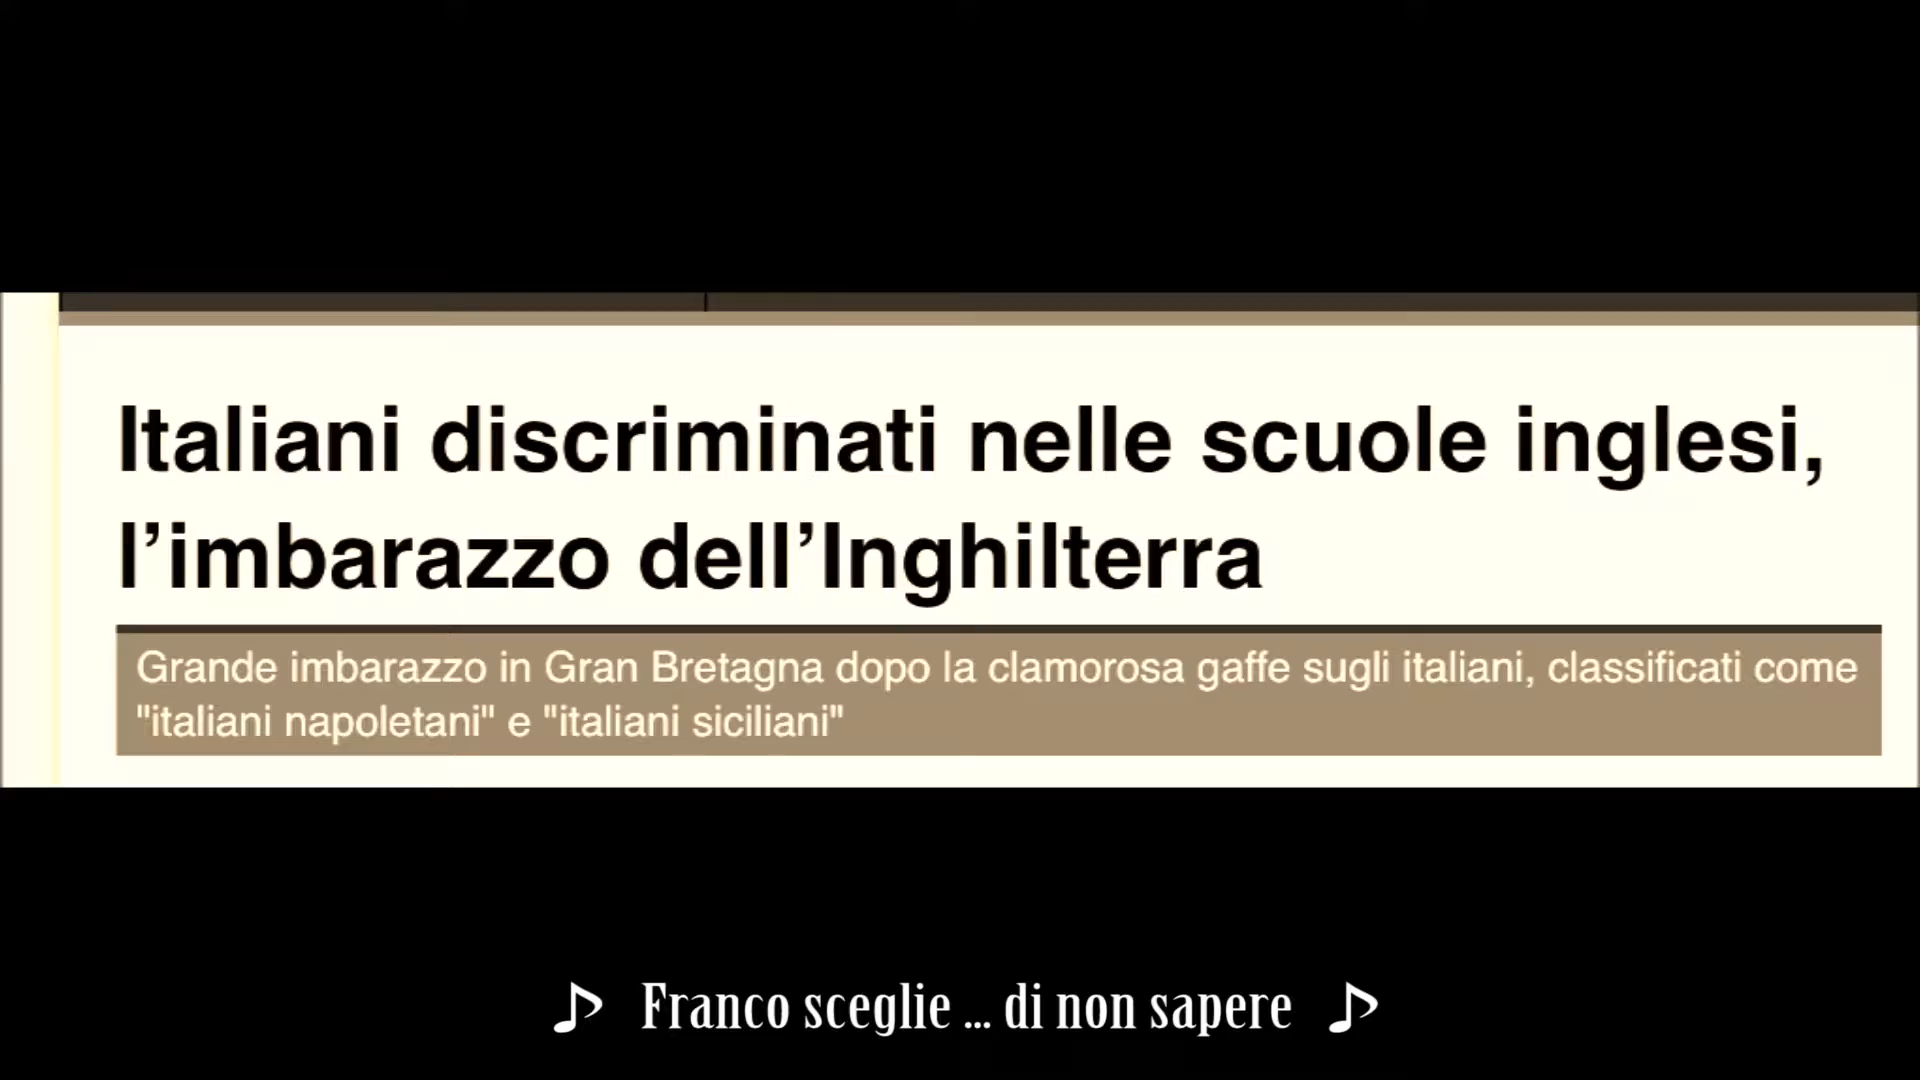 Italiani discriminati nelle scuole inglesi,
l’imbarazzo dell’Inghilterra
Grande imbarazzo in Gran Bretagna dopo la clamorosa gaffe sugli italiani, classificati come
"italiani napoletani" e "italiani siciliani"
♪ Franco sceglie ... di non sapere ♪